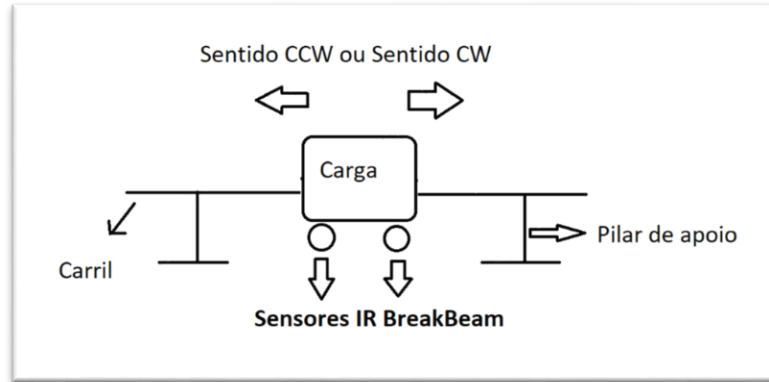 Sentido CCW ou Sentido CW
Carga
Pilar de apoio
Carril
Sensores IR BreakBeam